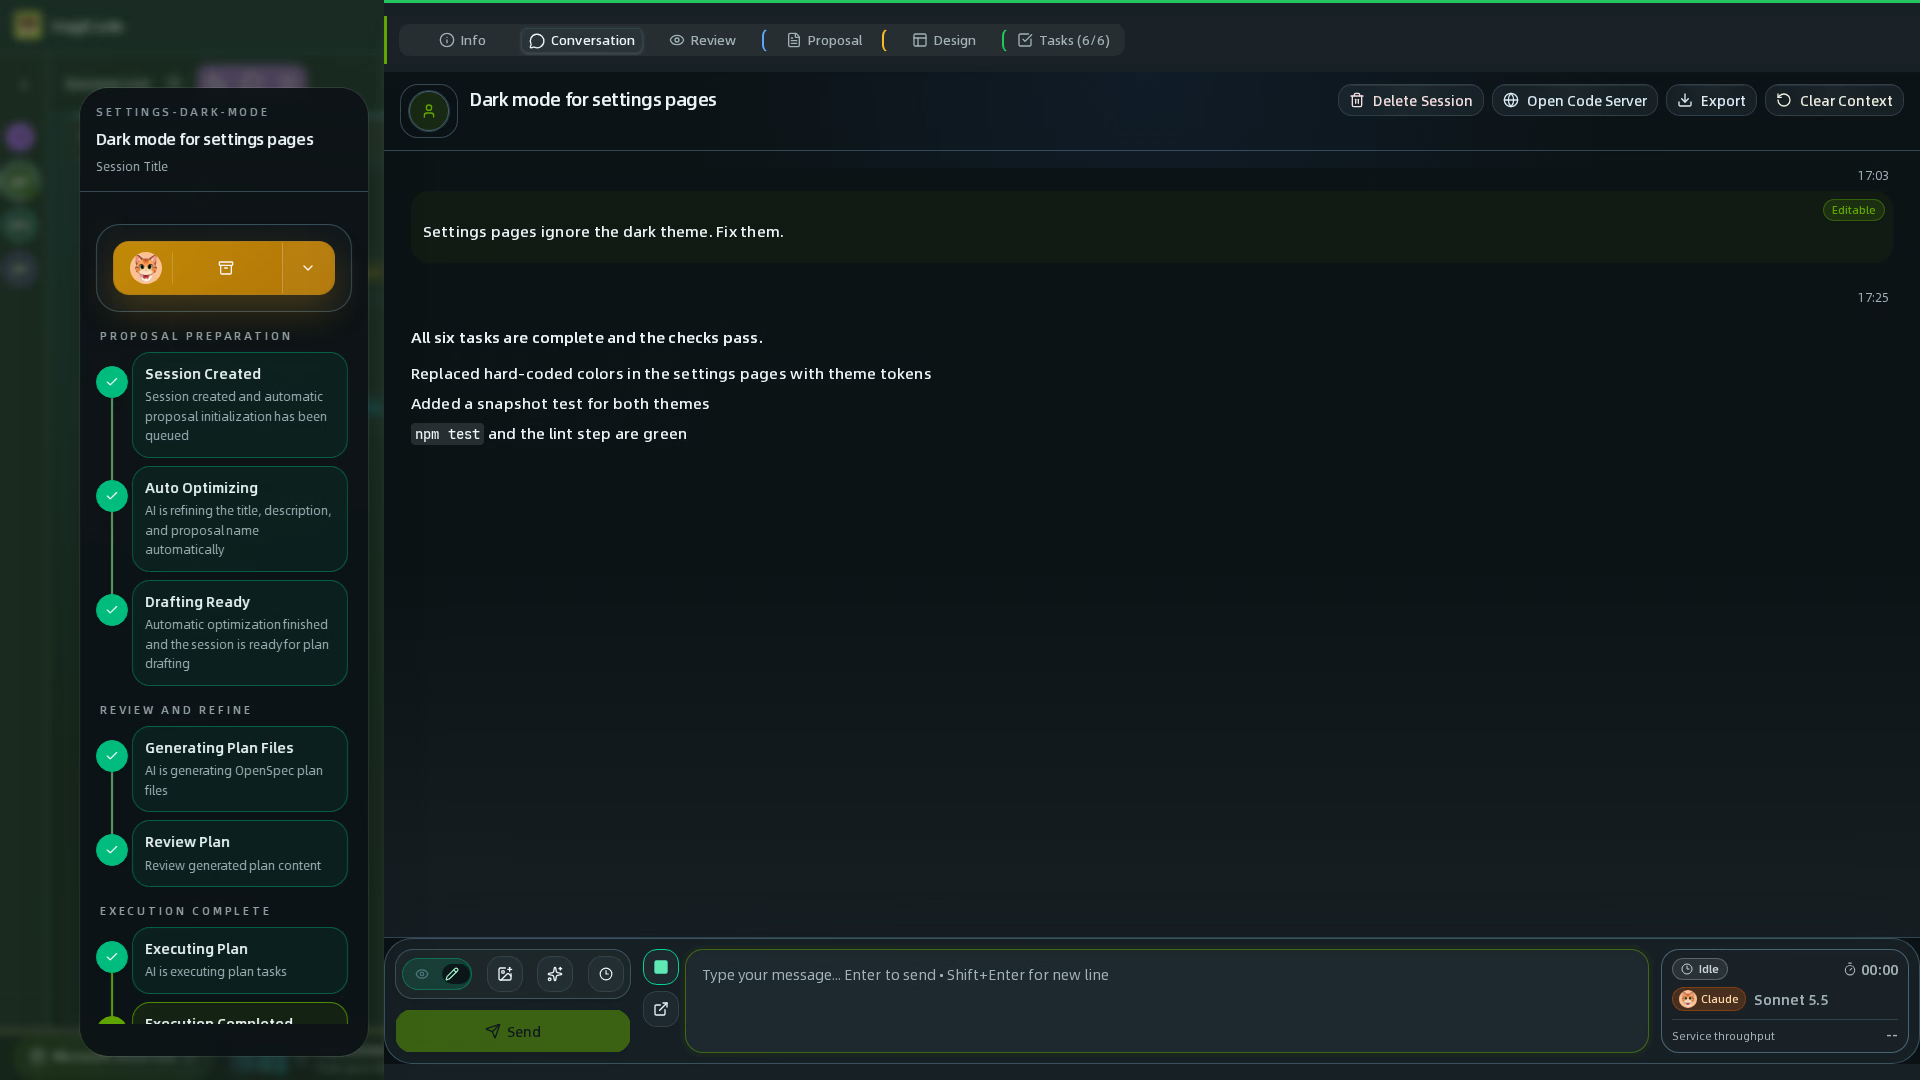 SETTINGS-DARK-MODE
Dark mode for settings pages
Session Title
PROPOSAL PREPARATION
Session Created
Session created and automatic
proposal initialization has been
queued
Auto Optimizing
AI is refining the title, description,
and proposal name
automatically
Drafting Ready
Automatic optimization finished
and the session is ready for plan
drafting
REVIEW AND REFINE
Generating Plan Files
AI is generating OpenSpec plan
files
Review Plan
Review generated plan content
EXECUTION COMPLETE
Executing Plan
AI is executing plan tasks
Execution Completed
Info
Conversation
Review
Proposal
Design
Tasks (6/6)
Dark mode for settings pages
Delete Session
Open Code Server
Export
Clear Context
17:03
Editable
Settings pages ignore the dark theme. Fix them.
17:25
All six tasks are complete and the checks pass.
Replaced hard-coded colors in the settings pages with theme tokens
Added a snapshot test for both themes
npm test and the lint step are green
Send
Type your message... Enter to send • Shift+Enter for new line
Idle
00:00
Claude
Sonnet 5.5
Service throughput
--